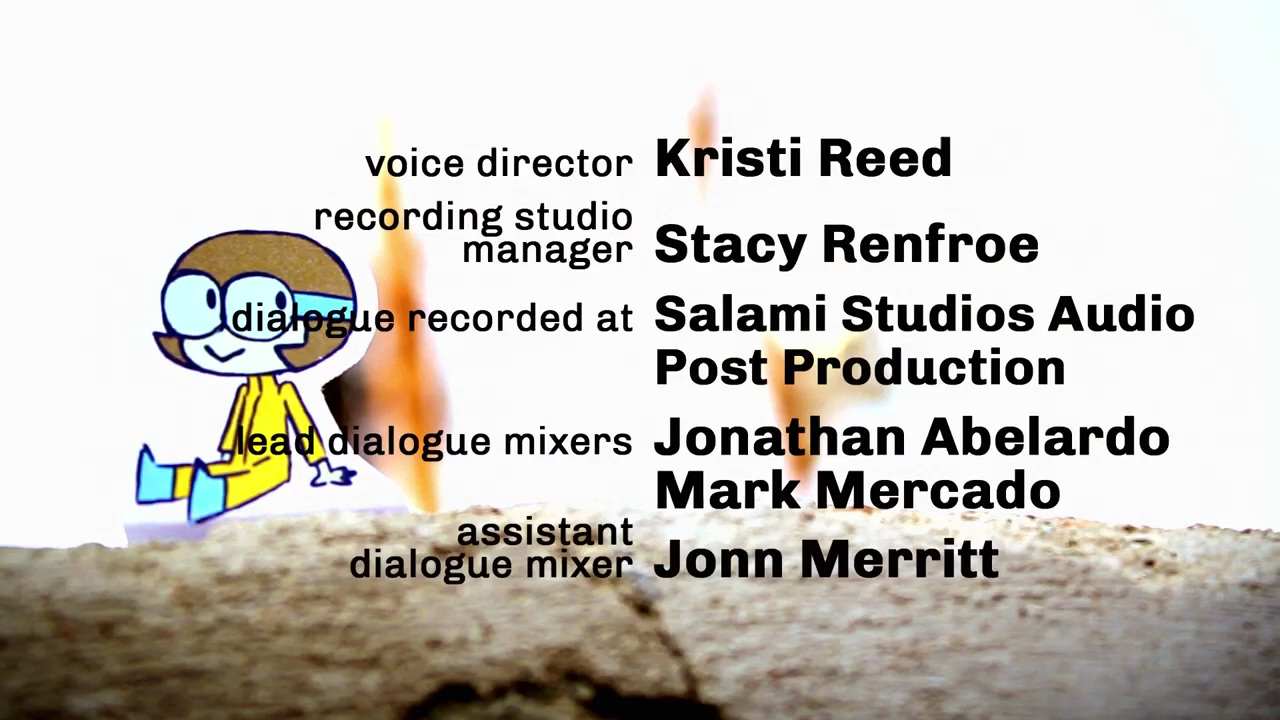 voice director Kristi Reed
recording studio
manager Stacy Renfroe
dialogue recorded at Salami Studios Audio
Post Production
lead dialogue mixers Jonathan Abelardo
Mark Mercado
assistant
dialogue mixer Jonn Merritt